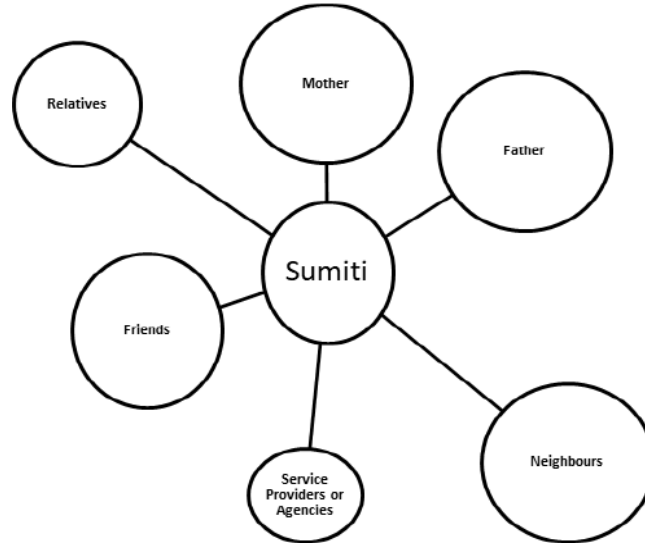 Mother
Relatives
Father
Sumiti
Friends
Neighbours
Service
Providers or
Agencies